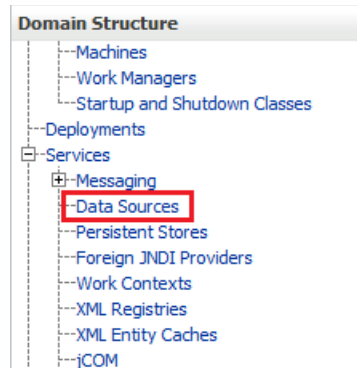 Domain Structure
Machines
Work Managers
Startup and Shutdown Classes
Deployments
Services
Messaging
Data Sources
Persistent Stores
Foreign JNDI Providers
Work Contexts
XML Registries
XML Entity Caches
jCOM